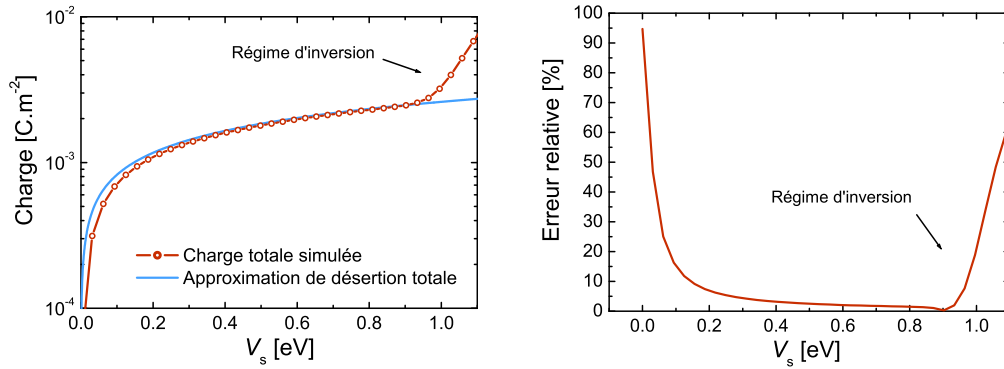 10⁻²
10⁻³
10⁻⁴
Charge [C.m⁻²]
Régime d'inversion
Charge totale simulée
Approximation de désertion totale
0.0 0.2 0.4 0.6 0.8 1.0
Vₛ [eV]
100
90
80
70
60
50
40
30
20
10
0
Erreur relative [%]
Régime d'inversion
0.0 0.2 0.4 0.6 0.8 1.0
Vₛ [eV]